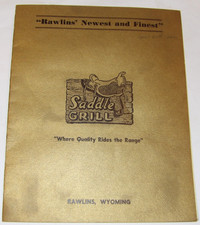 "Rawlins' Newest and Finest"
Saddle
GRILL
"Where Quality Rides the Range"
RAWLINS, WYOMING